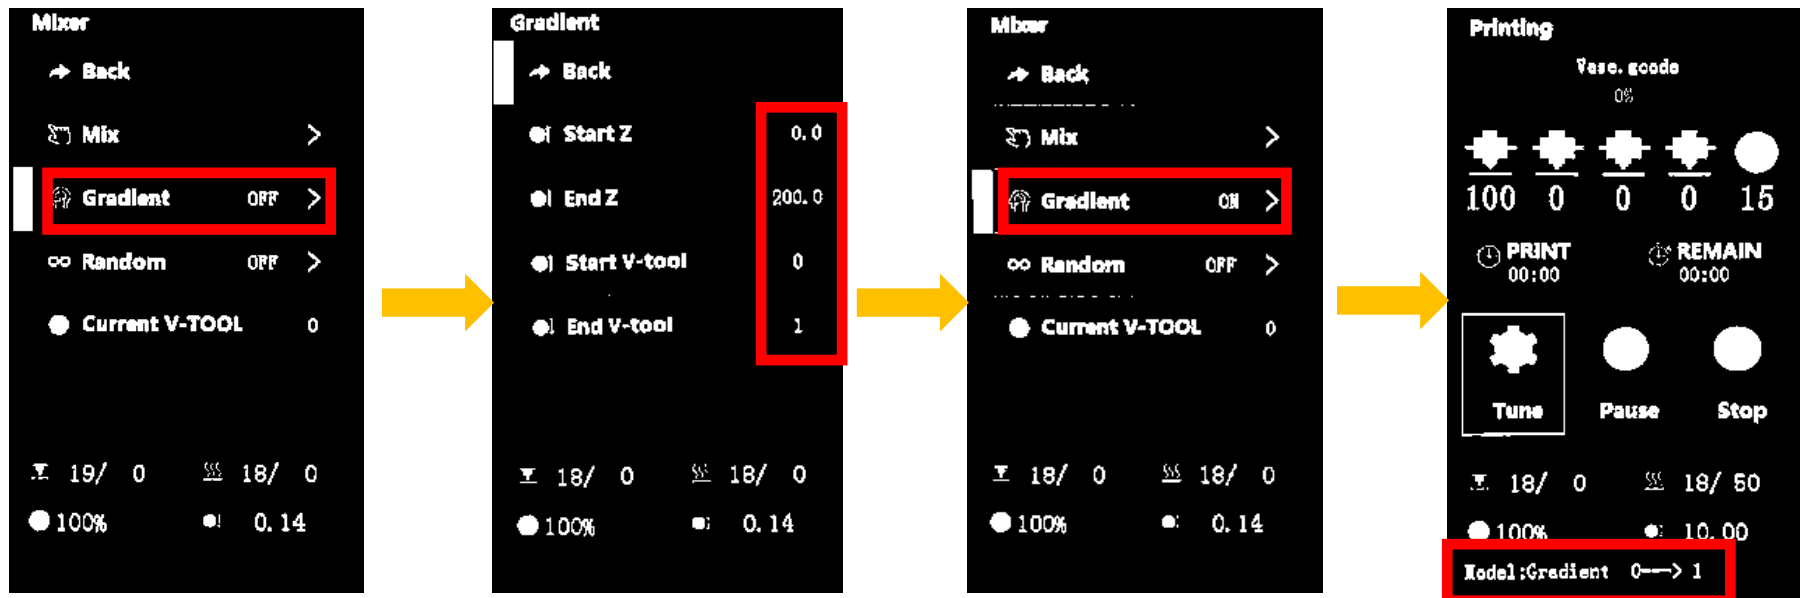 Mixer
Back
Mix >
Gradient OFF >
Random OFF >
Current V-TOOL 0
19/ 0 18/ 0
100% 0.14
Gradient
Back
Start Z 0.0
End Z 200.0
Start V-tool 0
End V-tool 1
18/ 0 18/ 0
100% 0.14
Mixer
Back
Mix >
Gradient ON >
Random OFF >
Current V-TOOL 0
18/ 0 18/ 0
100% 0.14
Printing
Vase.gcode
0%
100 0 0 0 15
PRINT REMAIN
00:00 00:00
Tune Pause Stop
18/ 0 18/ 50
100% 10.00
Model:Gradient 0--->1